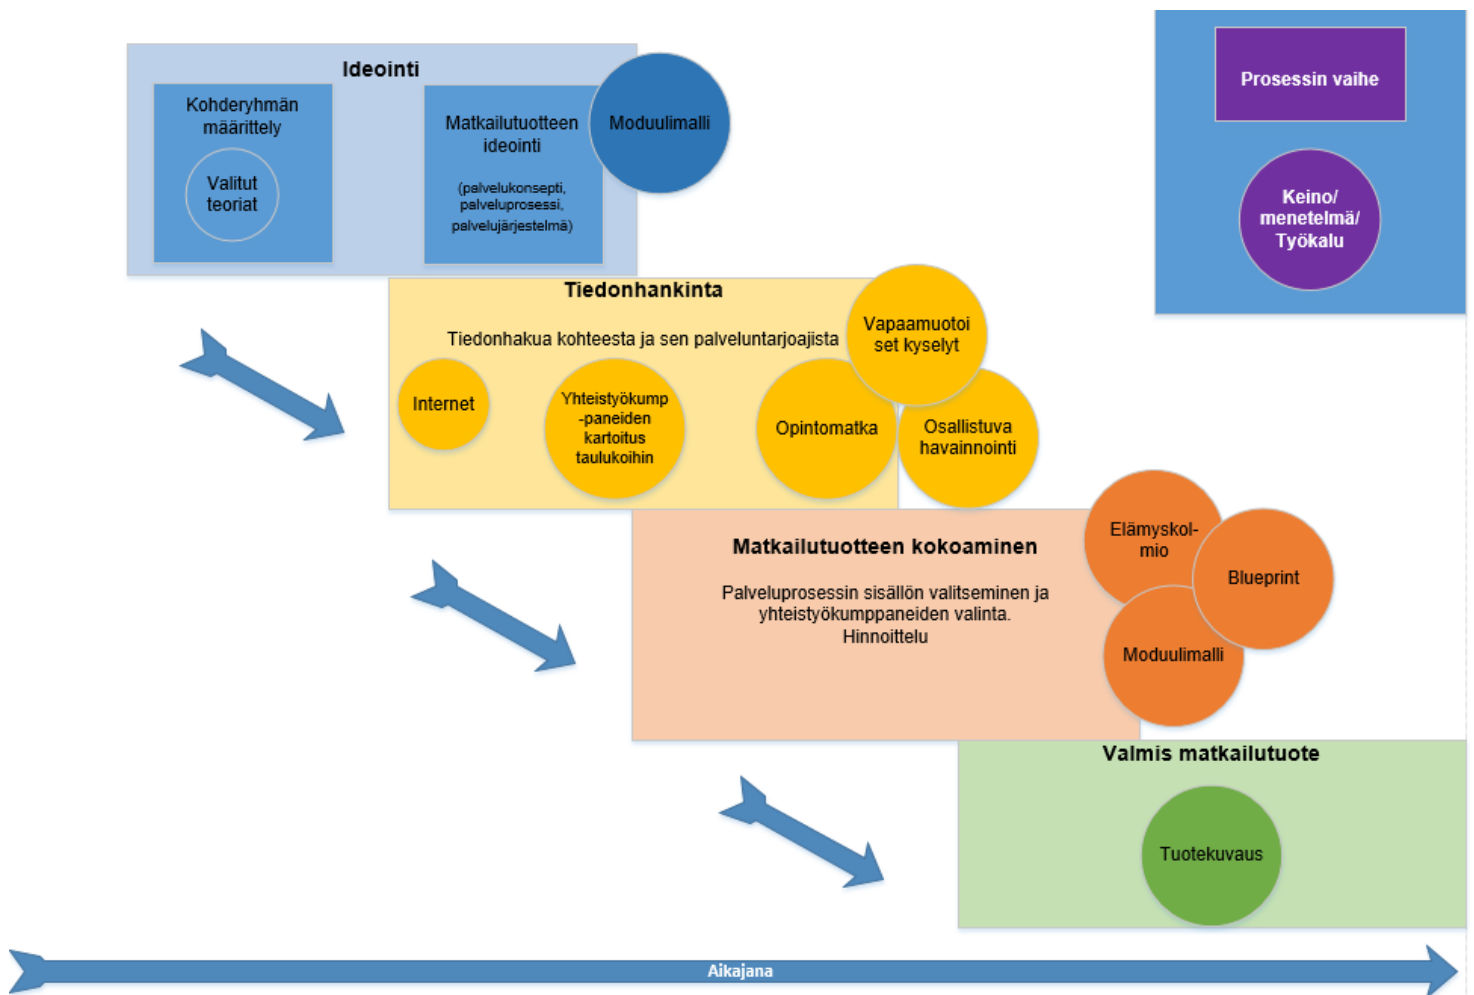 Ideointi
Kohderyhmän
määrittely
Valitut
teoriat
Matkailutuotteen
ideointi
(palvelukonsepti,
palveluprosessi,
palvelujärjestelmä)
Moduulimalli
Prosessin vaihe
Keino/
menetelmä/
Työkalu
Tiedonhankinta
Tiedonhakua kohteesta ja sen palveluntarjoajista
Internet
Yhteistyökump
-paneiden
kartoitus
taulukoihin
Opintomatka
Vapaamuotoi
set kyselyt
Osallistuva
havainnointi
Matkailutuotteen kokoaminen
Palveluprosessin sisällön valitseminen ja
yhteistyökumppaneiden valinta.
Hinnoittelu
Elämyskol-
mio
Blueprint
Moduulimalli
Valmis matkailutuote
Tuotekuvaus
Aikajana